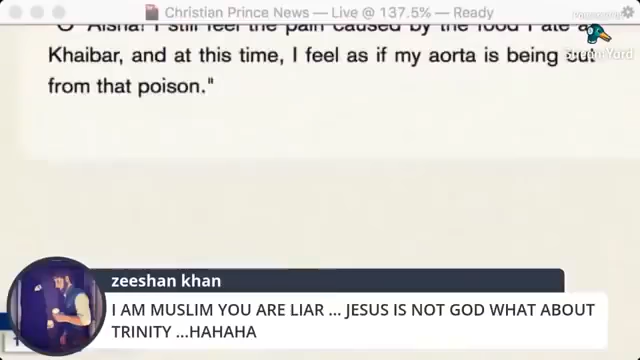 Christian Prince News — Live @ 137.5% — Ready
O "Aisha! I still feel the pain caused by the food I ate at
Khaibar, and at this time, I feel as if my aorta is being cut
from that poison."
zeeshan khan
I AM MUSLIM YOU ARE LIAR ... JESUS IS NOT GOD WHAT ABOUT
TRINITY ...HAHAHA